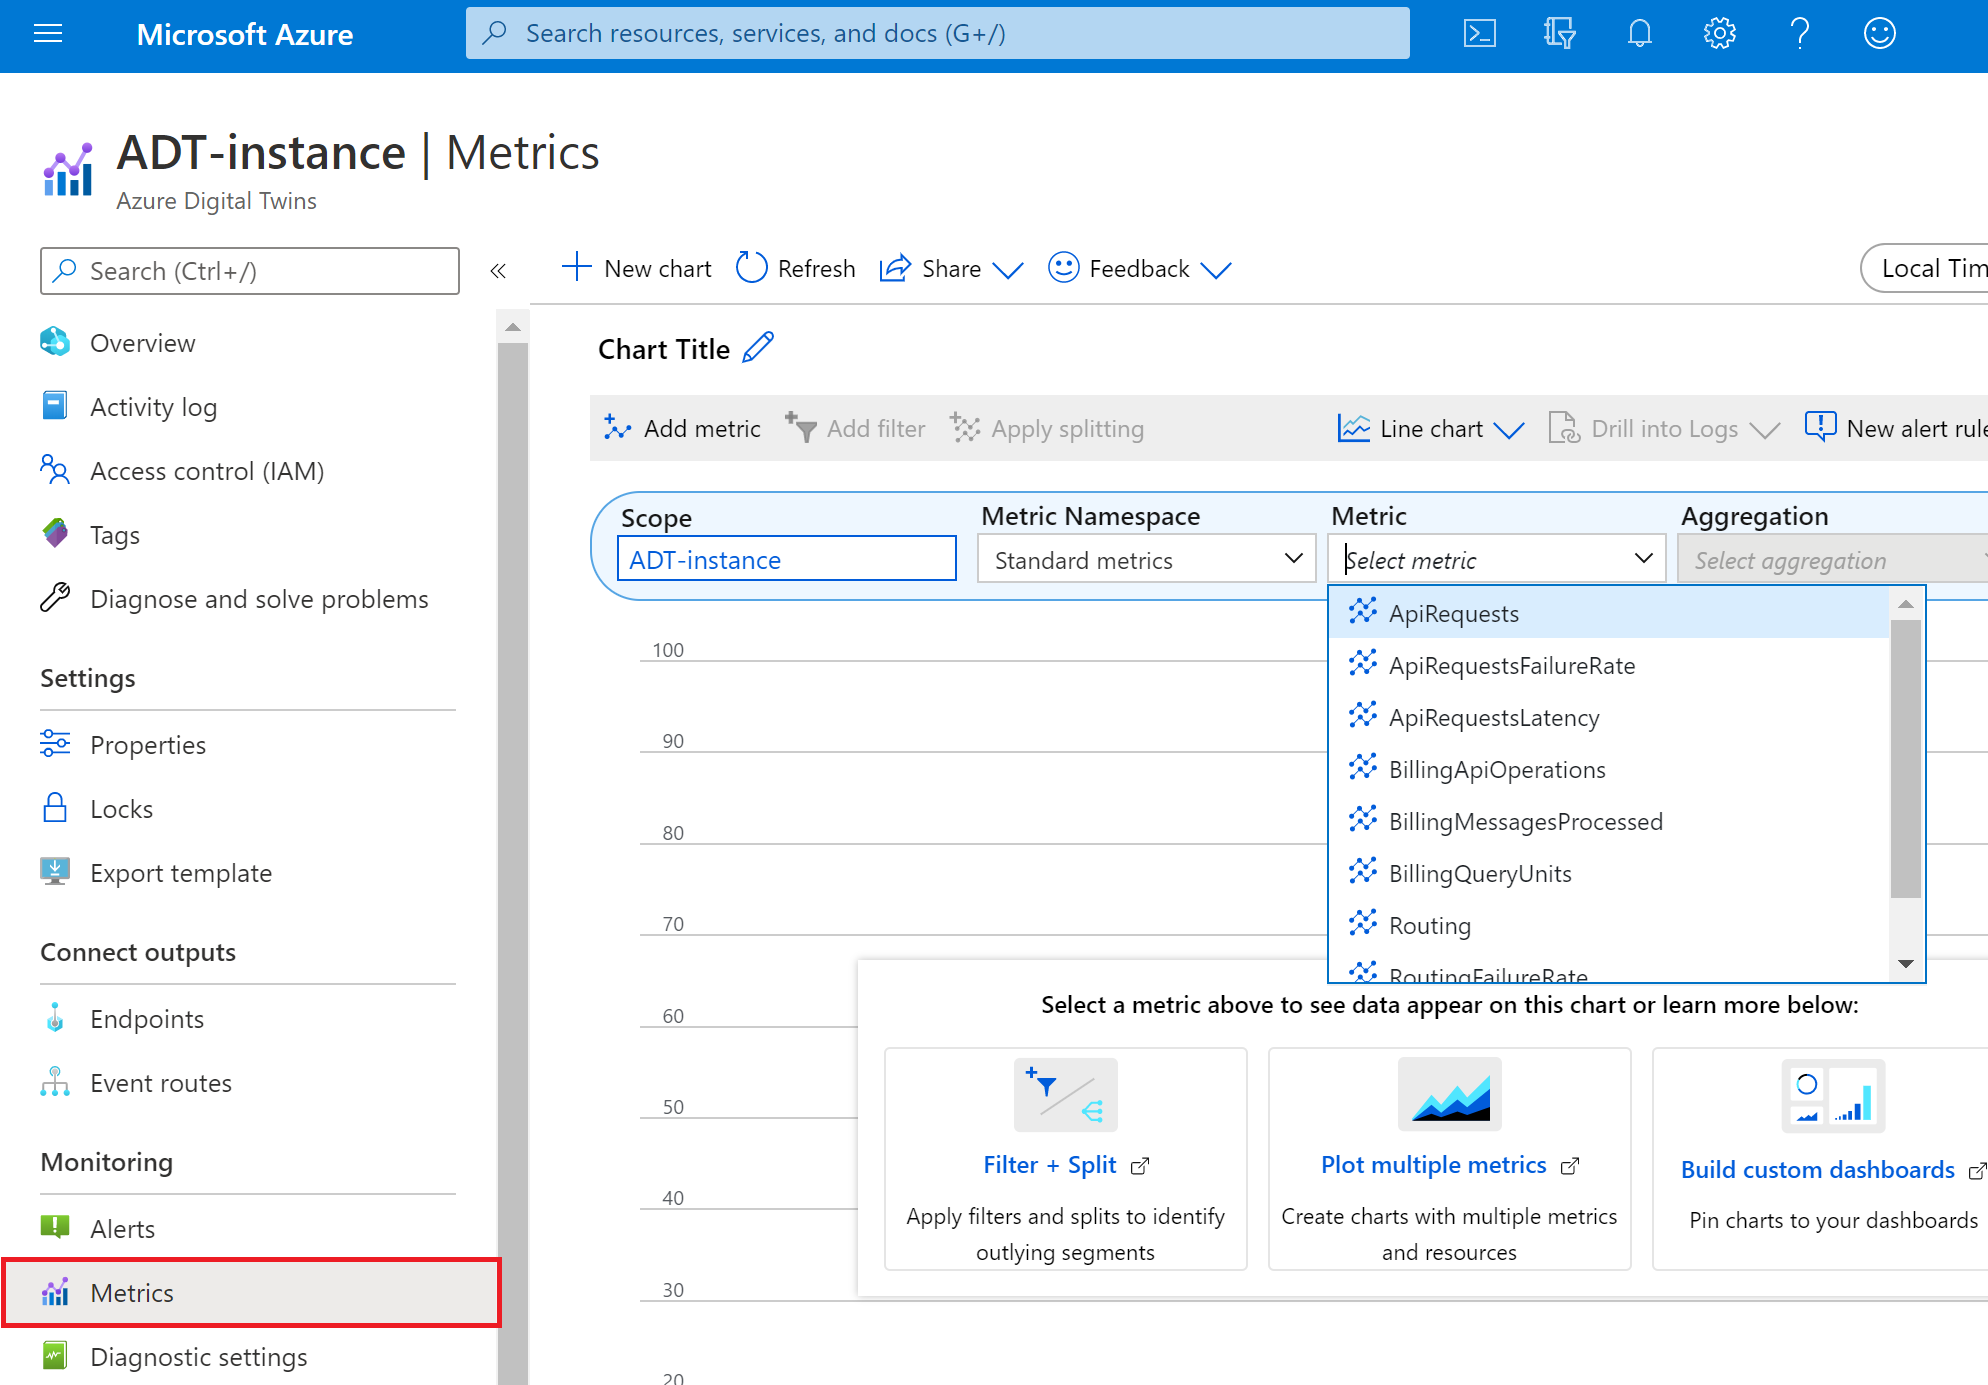 Microsoft Azure
Search resources, services, and docs (G+/)
ADT-instance | Metrics
Azure Digital Twins
Search (Ctrl+/)
«
New chart
Refresh
Share
Feedback
Local Tim
Overview
Activity log
Access control (IAM)
Tags
Diagnose and solve problems
Settings
Properties
Locks
Export template
Connect outputs
Endpoints
Event routes
Monitoring
Alerts
Metrics
Diagnostic settings
Chart Title
Add metric
Add filter
Apply splitting
Line chart
Drill into Logs
New alert rule
Scope
ADT-instance
Metric Namespace
Standard metrics
Metric
Select metric
Aggregation
Select aggregation
ApiRequests
ApiRequestsFailureRate
ApiRequestsLatency
BillingApiOperations
BillingMessagesProcessed
BillingQueryUnits
Routing
RoutingFailureRate
100
90
80
70
60
50
40
30
20
Select a metric above to see data appear on this chart or learn more below:
Filter + Split
Apply filters and splits to identify
outlying segments
Plot multiple metrics
Create charts with multiple metrics
and resources
Build custom dashboards
Pin charts to your dashboards